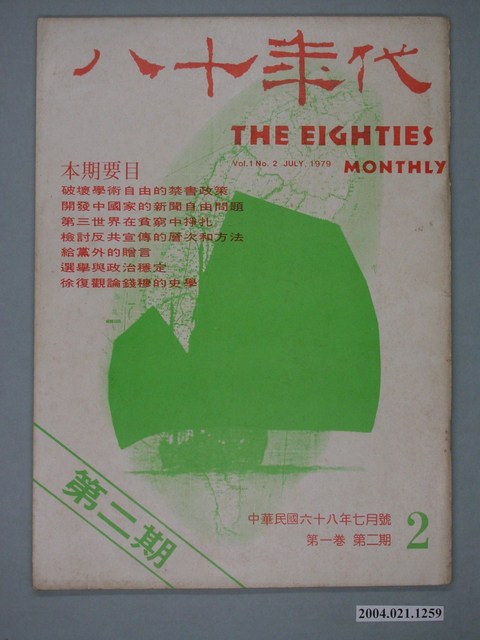 八十年代
THE EIGHTIES
Vol.1 No. 2 JULY. 1979 MONTHLY
本期要目
破壞學術自由的禁書政策
開發中國家的新聞自由問題
第三世界在貧窮中掙扎
檢討反共宣傳的層次和方法
給黨外的贈言
選舉與政治穩定
徐復觀論錢穆的史學
第二期
中華民國六十八年七月號
第一卷 第二期 2
2004.021.1259